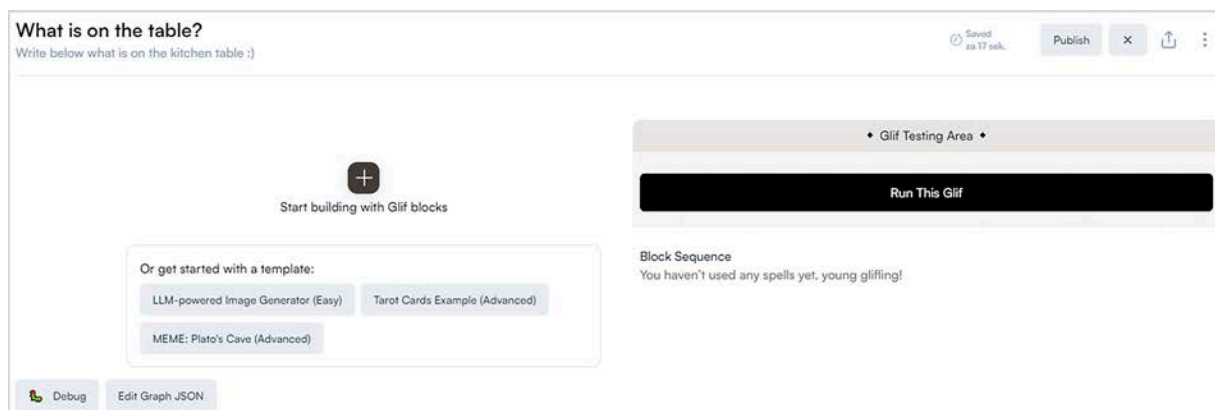 What is on the table?
Write below what is on the kitchen table :)
Saved
za 17 sek.
Publish
Start building with Glif blocks
Or get started with a template:
LLM-powered Image Generator (Easy)
Tarot Cards Example (Advanced)
MEME: Plato's Cave (Advanced)
Debug
Edit Graph JSON
Glif Testing Area
Run This Glif
Block Sequence
You haven't used any spells yet, young glifling!